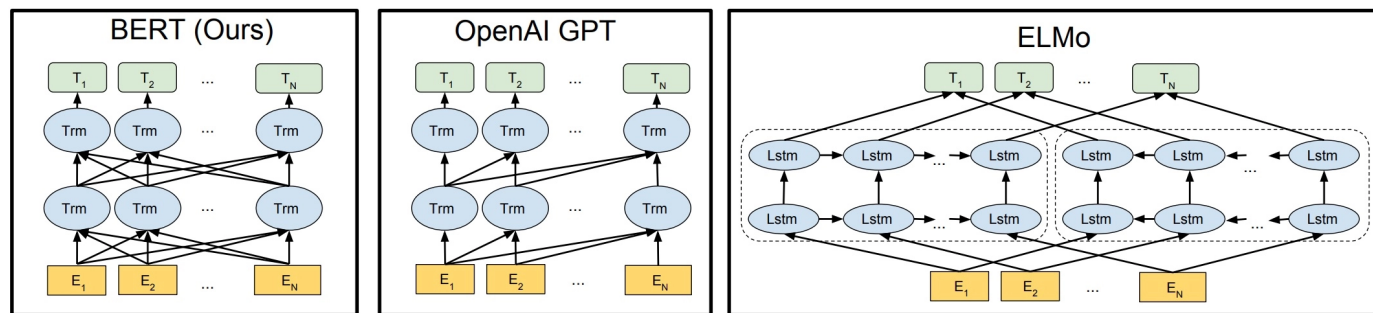 BERT (Ours)
T1 T2 ... TN
Trm Trm ... Trm
Trm Trm ... Trm
E1 E2 ... EN
OpenAI GPT
T1 T2 ... TN
Trm Trm ... Trm
Trm Trm ... Trm
E1 E2 ... EN
ELMo
T1 T2 ... TN
Lstm Lstm ... Lstm Lstm Lstm ... Lstm
Lstm Lstm ... Lstm Lstm Lstm ... Lstm
E1 E2 ... EN